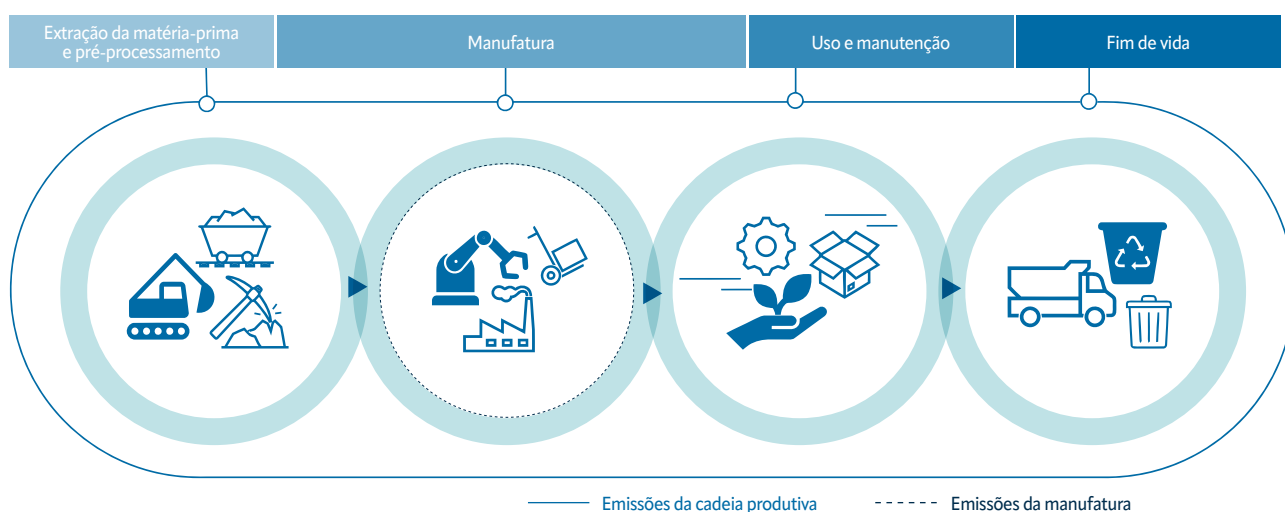 Extração da matéria-prima
e pré-processamento
Manufatura
Uso e manutenção
Fim de vida
Emissões da cadeia produtiva
Emissões da manufatura